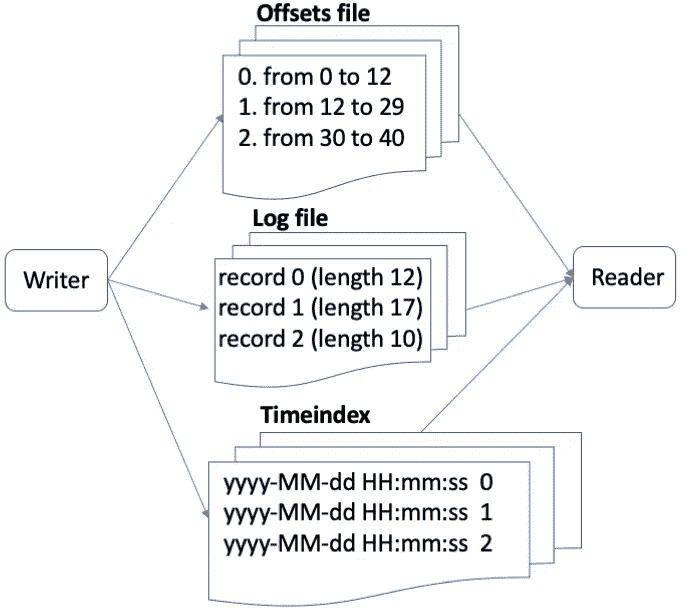 Offsets file
0. from 0 to 12
1. from 12 to 29
2. from 30 to 40
Log file
record 0 (length 12)
record 1 (length 17)
record 2 (length 10)
Writer
Reader
Timeindex
yyyy-MM-dd HH:mm:ss 0
yyyy-MM-dd HH:mm:ss 1
yyyy-MM-dd HH:mm:ss 2